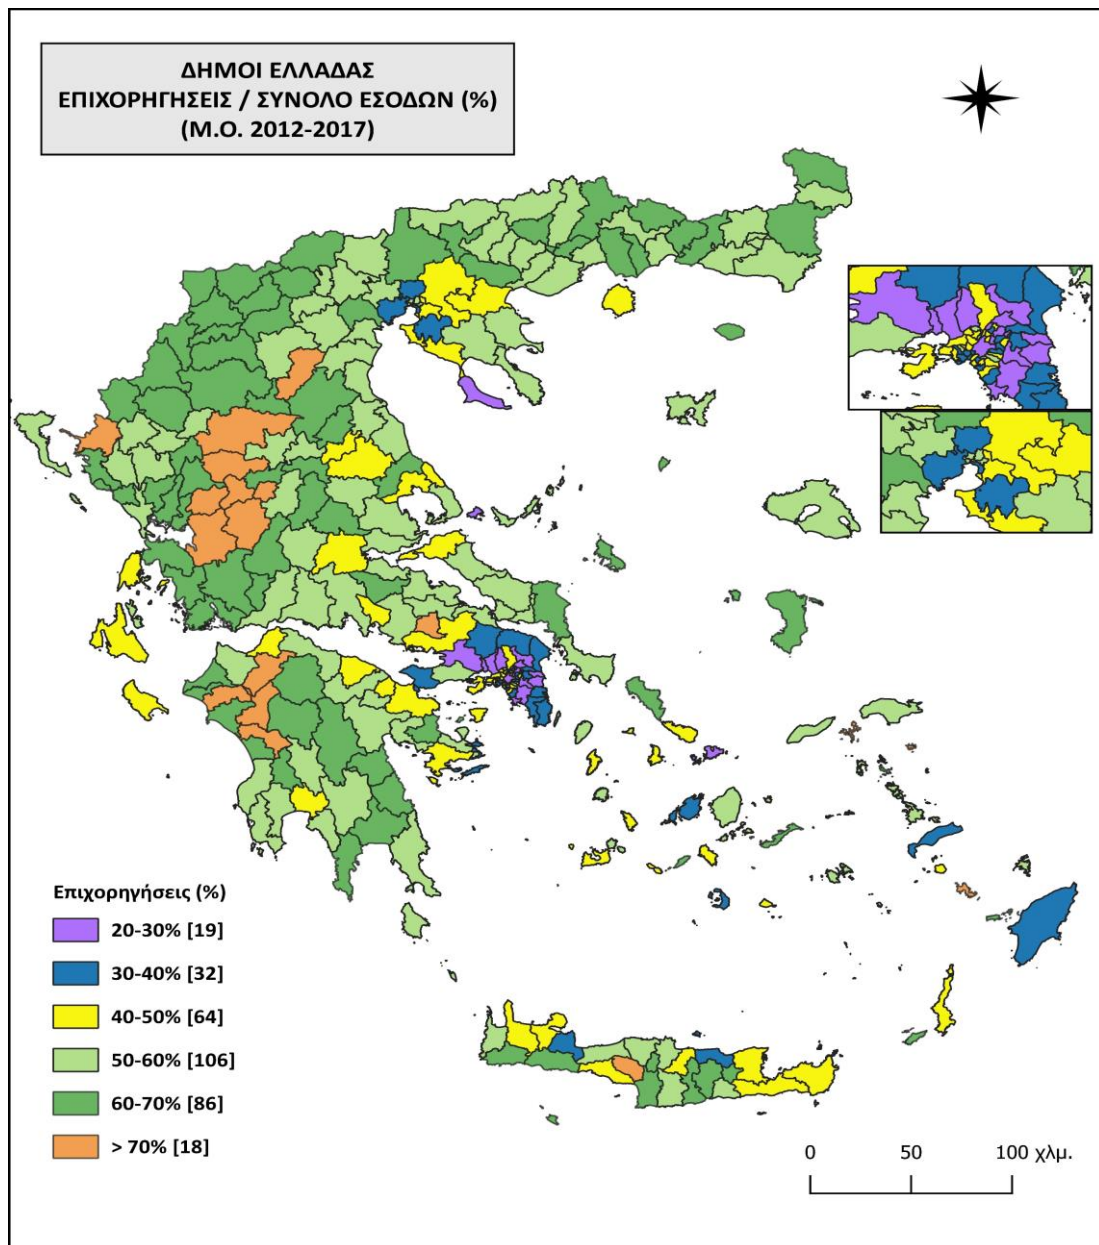 ΔΗΜΟΙ ΕΛΛΑΔΑΣ
ΕΠΙΧΟΡΗΓΗΣΕΙΣ / ΣΥΝΟΛΟ ΕΣΟΔΩΝ (%)
(Μ.Ο. 2012-2017)
Επιχορηγήσεις (%)
20-30% [19]
30-40% [32]
40-50% [64]
50-60% [106]
60-70% [86]
> 70% [18]
0 50 100 χλμ.